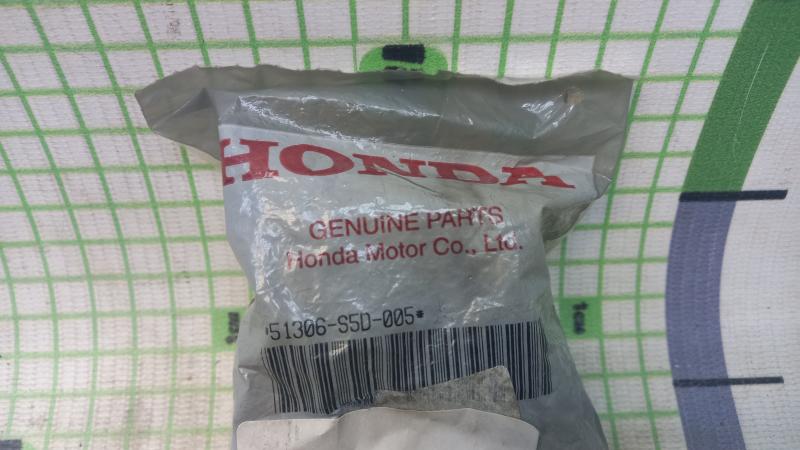 HONDA
GENUINE PARTS
Honda Motor Co., Ltd.
*51306-S5D-005*